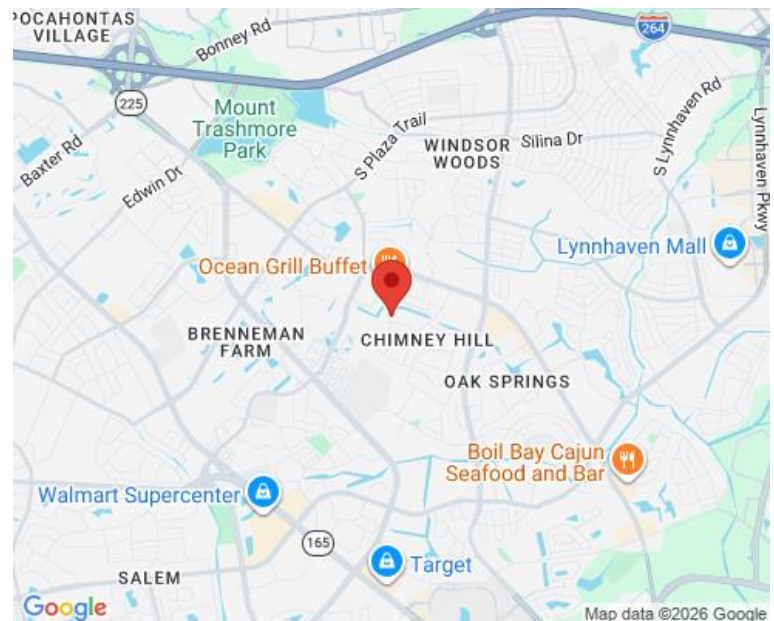 POCAHONTAS
VILLAGE
Bonney Rd
264
225
Mount
Trashmore
Park
S Plaza Trail
WINDSOR
WOODS
Silina Dr
S Lynnhaven Rd
Lynnhaven Pkwy
Baxter Rd
Edwin Dr
Lynnhaven Mall
Ocean Grill Buffet
BRENNEMAN
FARM
CHIMNEY HILL
OAK SPRINGS
Boil Bay Cajun
Seafood and Bar
Walmart Supercenter
165
Target
SALEM
Google
Map data ©2026 Google